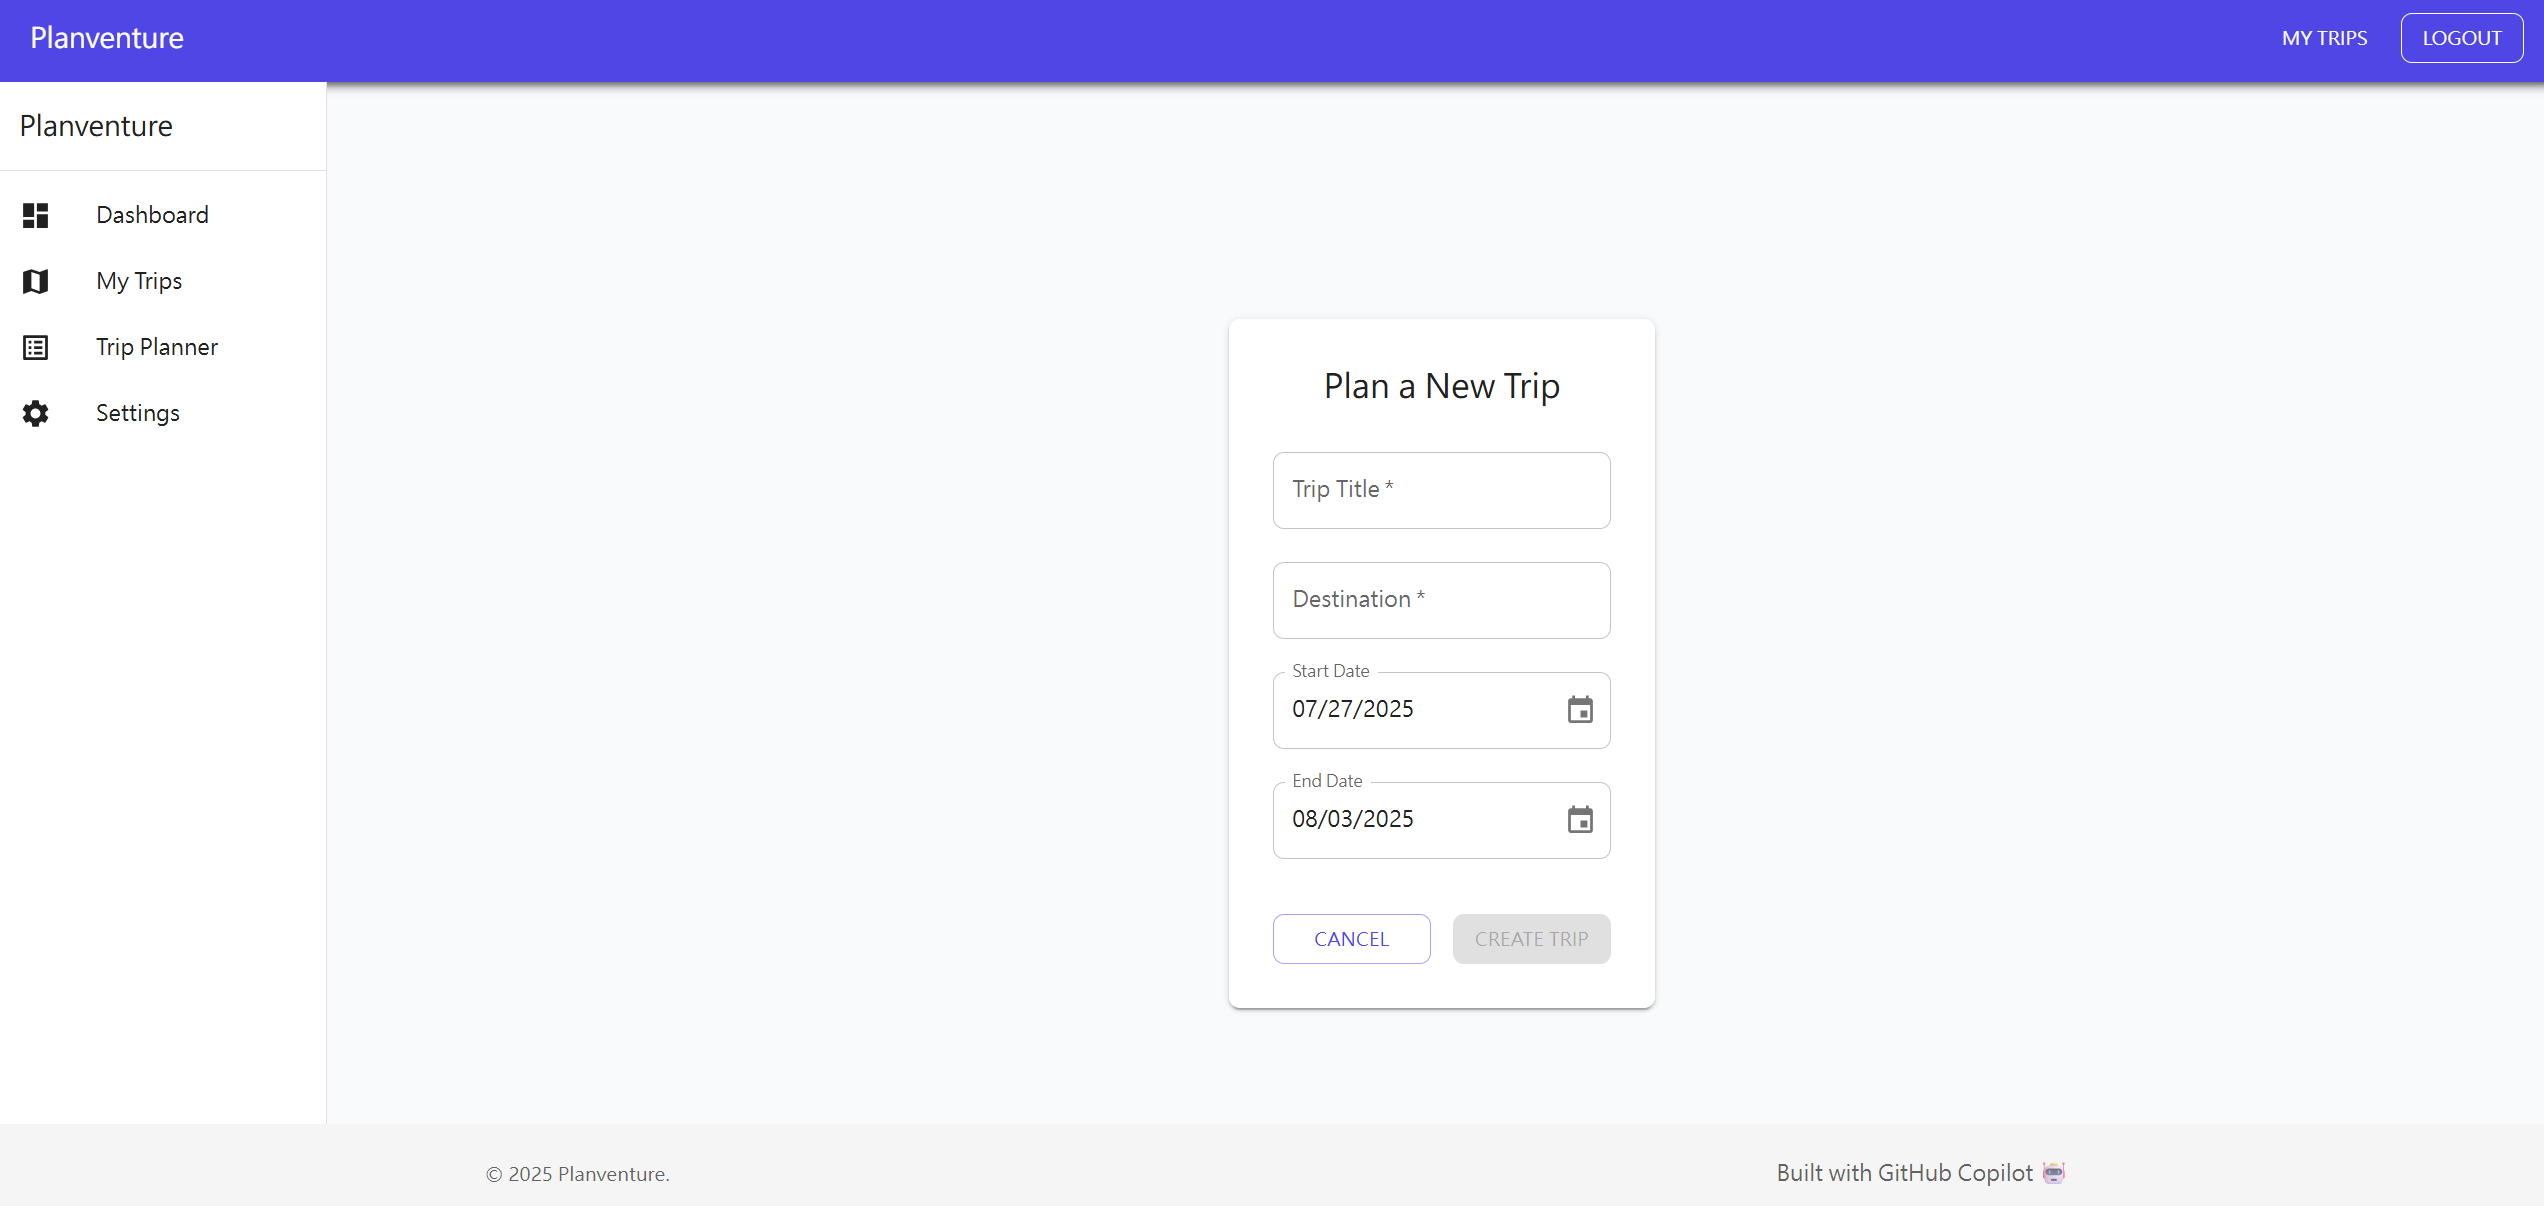 Planventure
MY TRIPS
LOGOUT
Planventure
Dashboard
My Trips
Trip Planner
Settings
Plan a New Trip
Trip Title *
Destination *
Start Date
07/27/2025
End Date
08/03/2025
CANCEL
CREATE TRIP
© 2025 Planventure.
Built with GitHub Copilot